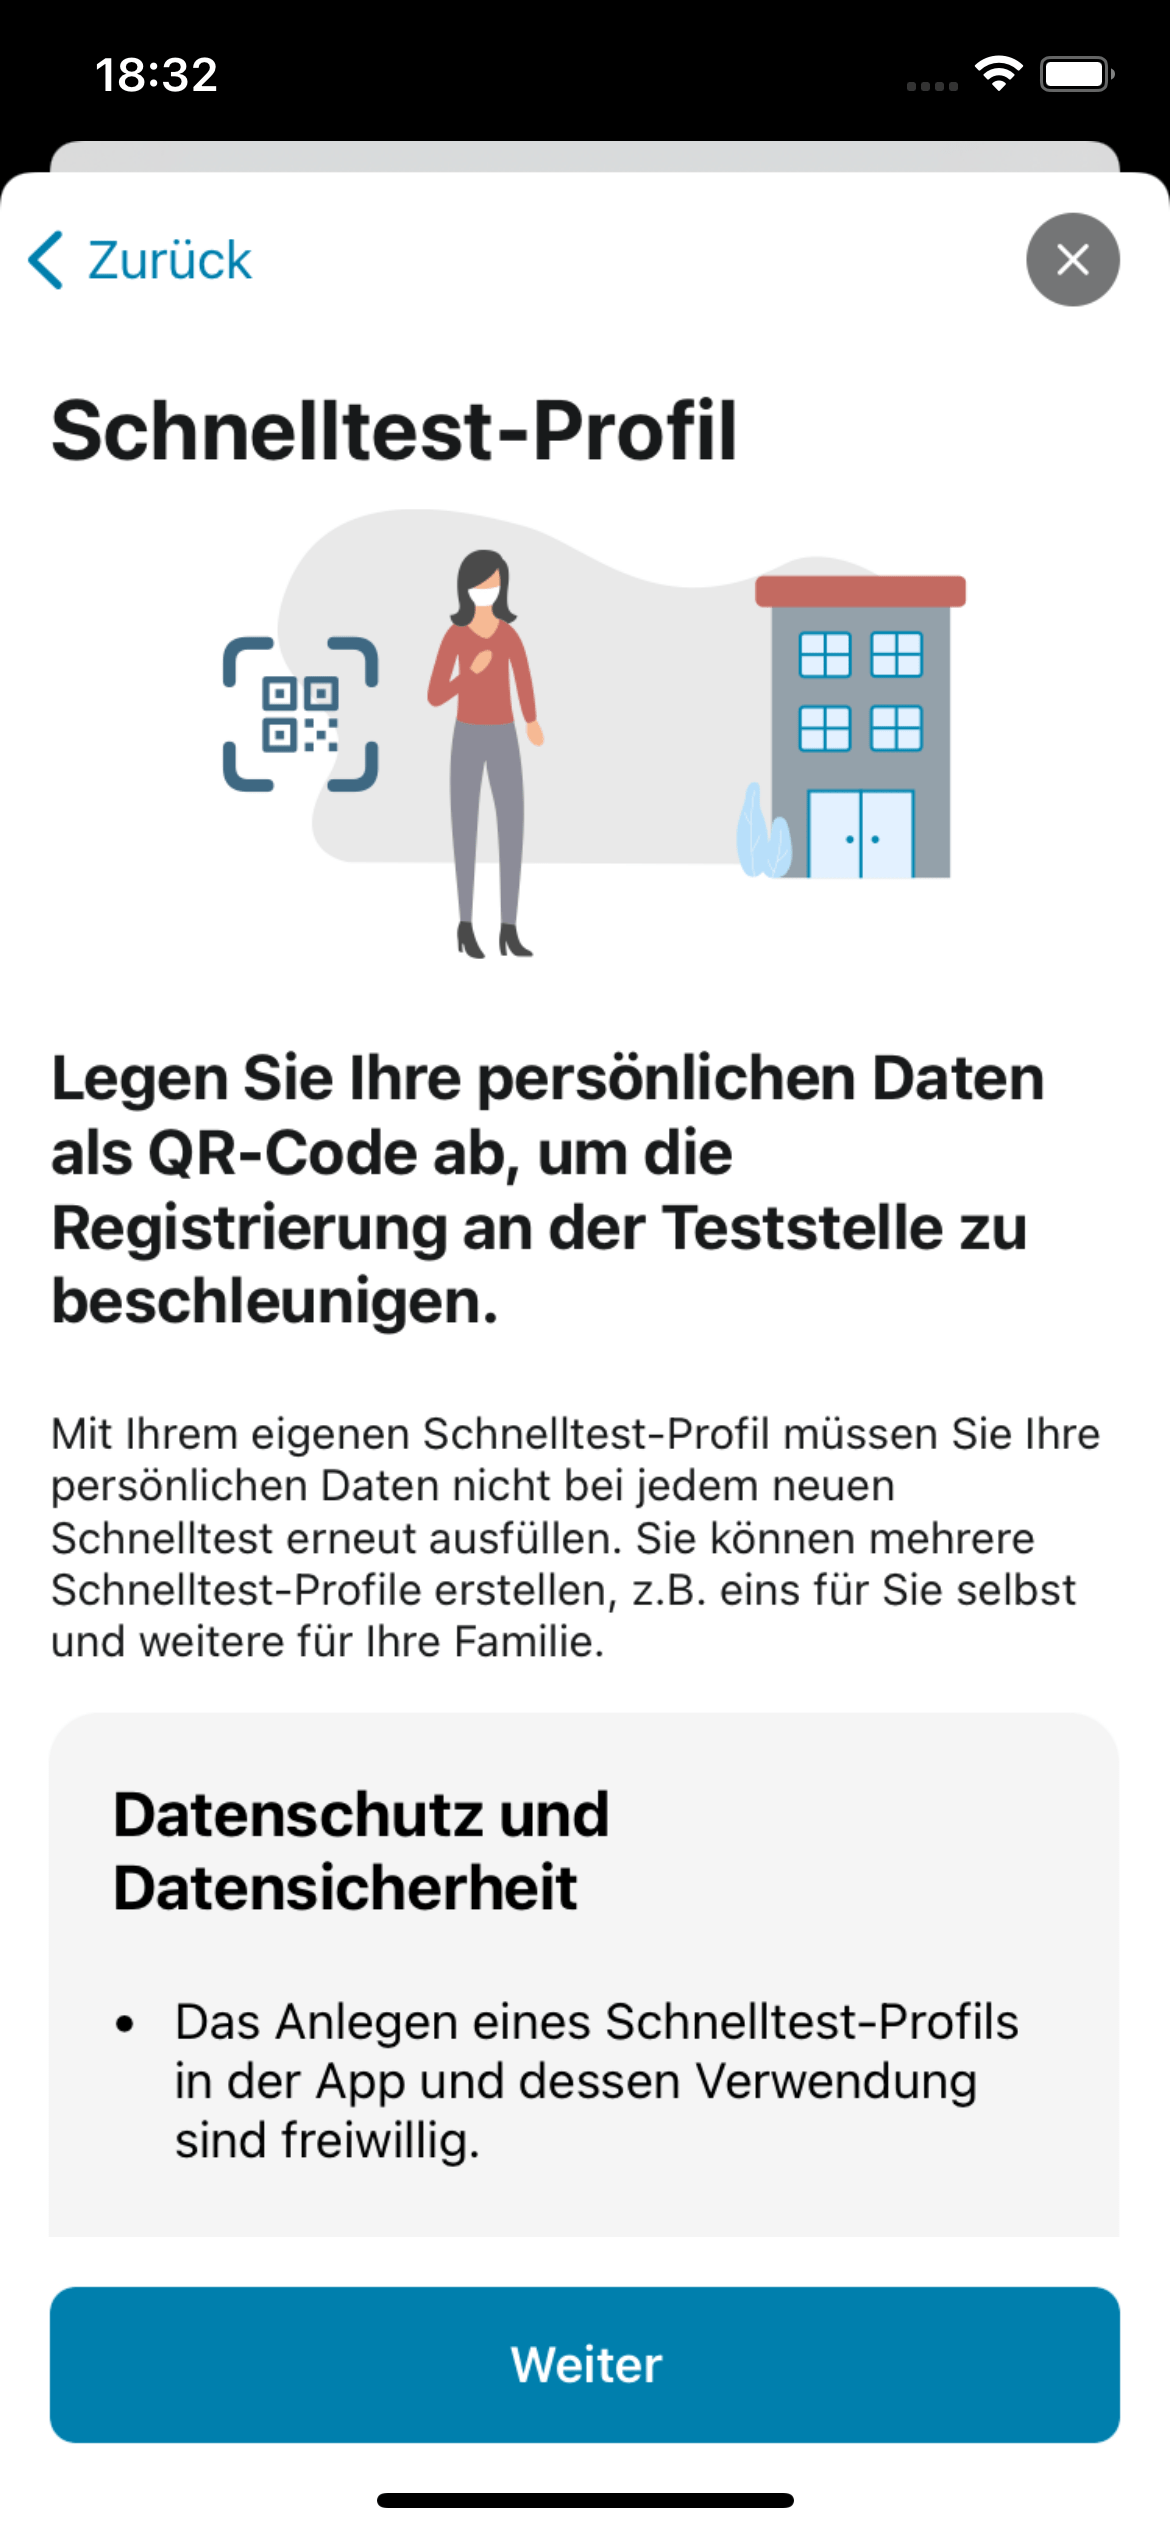 18:32
Zurück
Schnelltest-Profil
Legen Sie Ihre persönlichen Daten
als QR-Code ab, um die
Registrierung an der Teststelle zu
beschleunigen.
Mit Ihrem eigenen Schnelltest-Profil müssen Sie Ihre
persönlichen Daten nicht bei jedem neuen
Schnelltest erneut ausfüllen. Sie können mehrere
Schnelltest-Profile erstellen, z.B. eins für Sie selbst
und weitere für Ihre Familie.
Datenschutz und
Datensicherheit
• Das Anlegen eines Schnelltest-Profils
in der App und dessen Verwendung
sind freiwillig.
Weiter